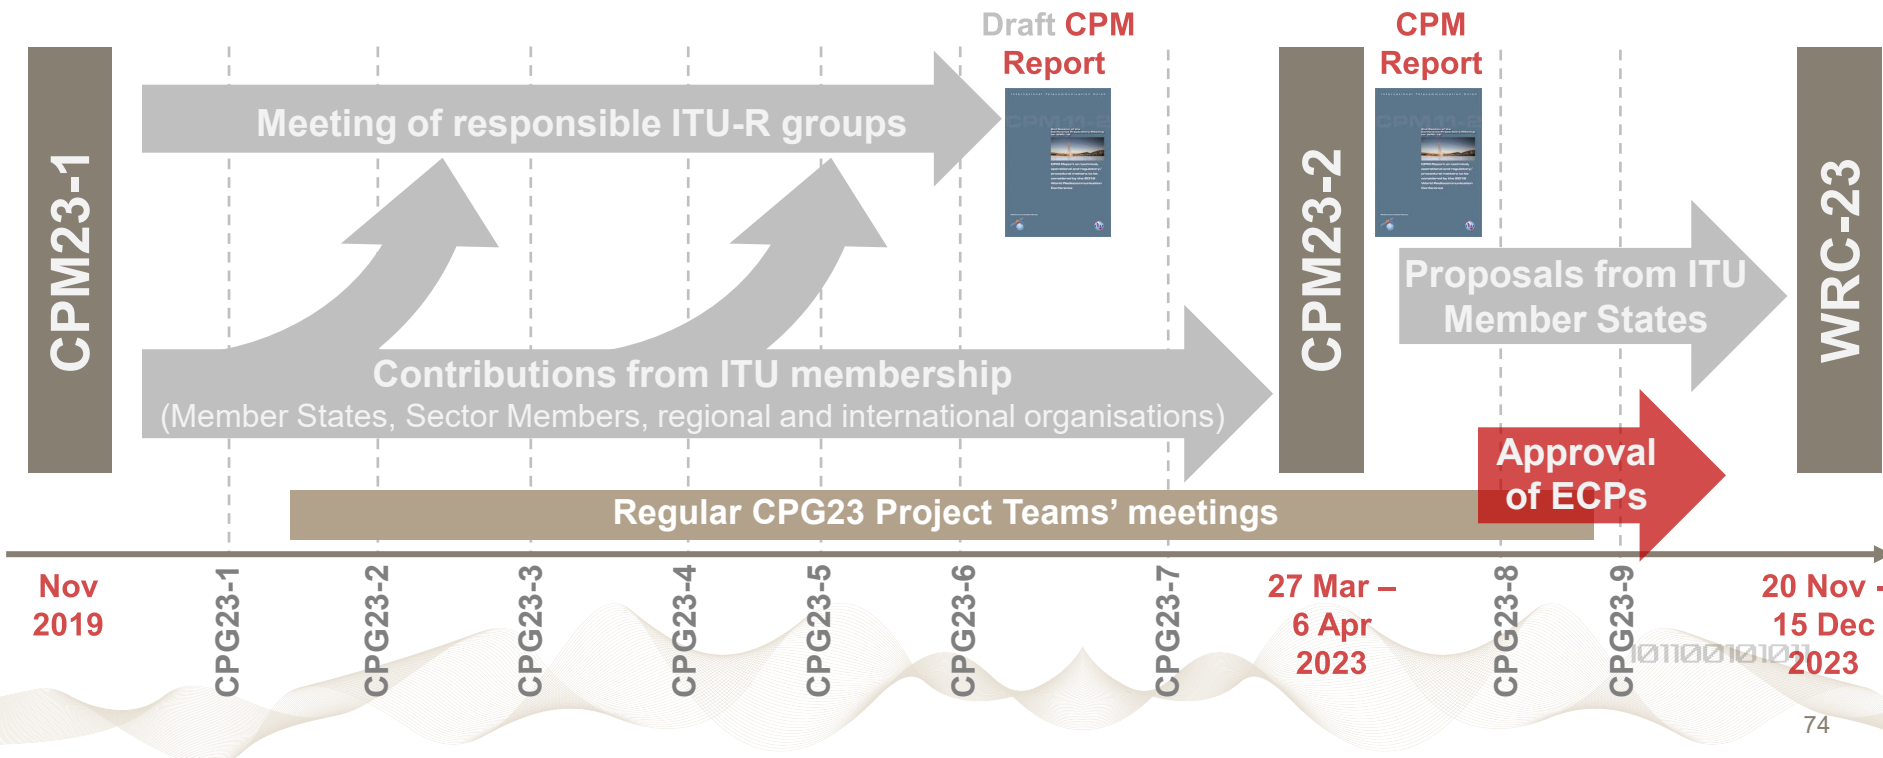 Draft CPM
Report
CPM
Report
CPM23-1
Meeting of responsible ITU-R groups
CPM23-2
WRC-23
Proposals from ITU
Member States
Contributions from ITU membership
(Member States, Sector Members, regional and international organisations)
Approval
of ECPs
Regular CPG23 Project Teams’ meetings
Nov
2019
CPG23-1
CPG23-2
CPG23-3
CPG23-4
CPG23-5
CPG23-6
CPG23-7
27 Mar –
6 Apr
2023
CPG23-8
CPG23-9
20 Nov -
15 Dec
2023
101100101011
74